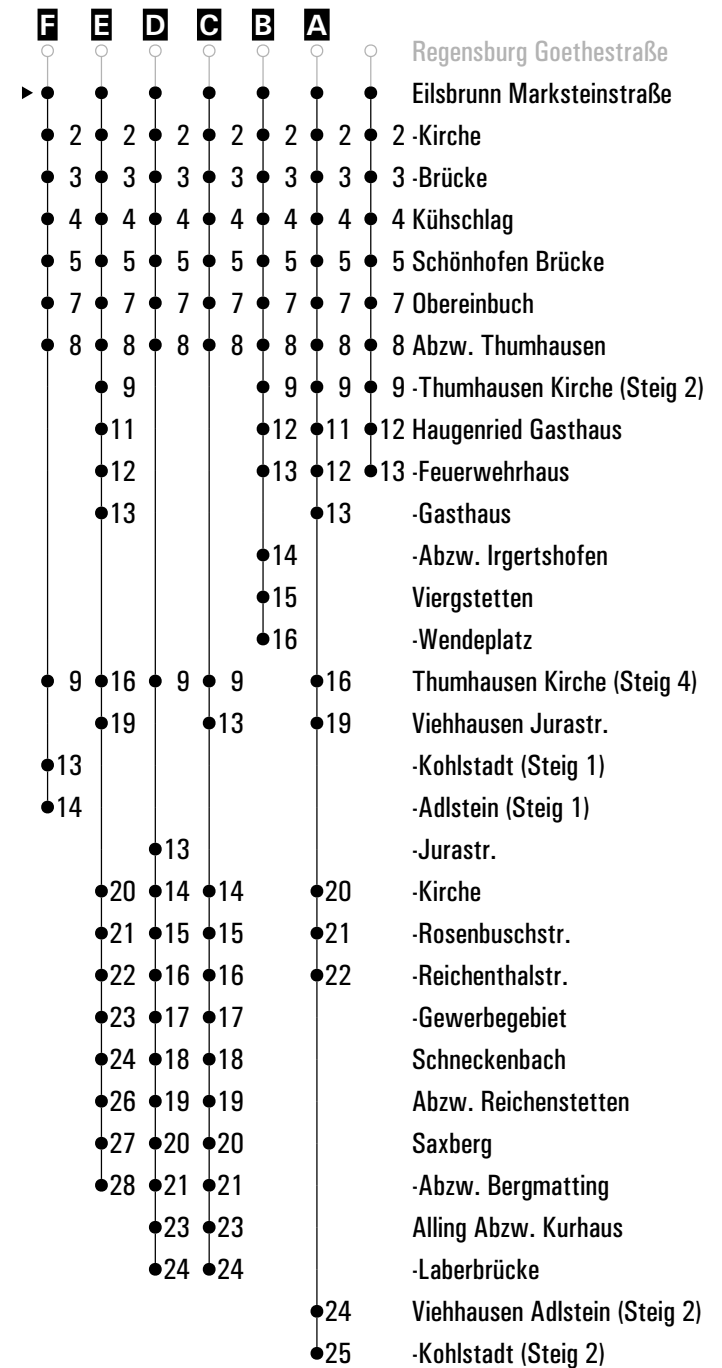 F E D C B A
Regensburg Goethestraße
Eilsbrunn Marksteinstraße
2 2 2 2 2 2 2 -Kirche
3 3 3 3 3 3 3 -Brücke
4 4 4 4 4 4 4 Kühschlag
5 5 5 5 5 5 5 Schönhofen Brücke
7 7 7 7 7 7 7 Obereinbuch
8 8 8 8 8 8 8 Abzw. Thumhausen
9 9 9 9 -Thumhausen Kirche (Steig 2)
11 12 11 12 Haugenried Gasthaus
12 13 12 13 -Feuerwehrhaus
13 13 -Gasthaus
14 -Abzw. Irgertshofen
15 Viergstetten
16 -Wendeplatz
9 16 9 9 16 Thumhausen Kirche (Steig 4)
19 13 19 Viehhausen Jurastr.
13 -Kohlstadt (Steig 1)
14 -Adlstein (Steig 1)
13 -Jurastr.
20 14 14 20 -Kirche
21 15 15 21 -Rosenbuschstr.
22 16 16 22 -Reichenthalstr.
23 17 17 -Gewerbegebiet
24 18 18 Schneckenbach
26 19 19 Abzw. Reichenstetten
27 20 20 Saxberg
28 21 21 -Abzw. Bergmatting
23 23 Alling Abzw. Kurhaus
24 24 -Laberbrücke
24 Viehhausen Adlstein (Steig 2)
25 -Kohlstadt (Steig 2)